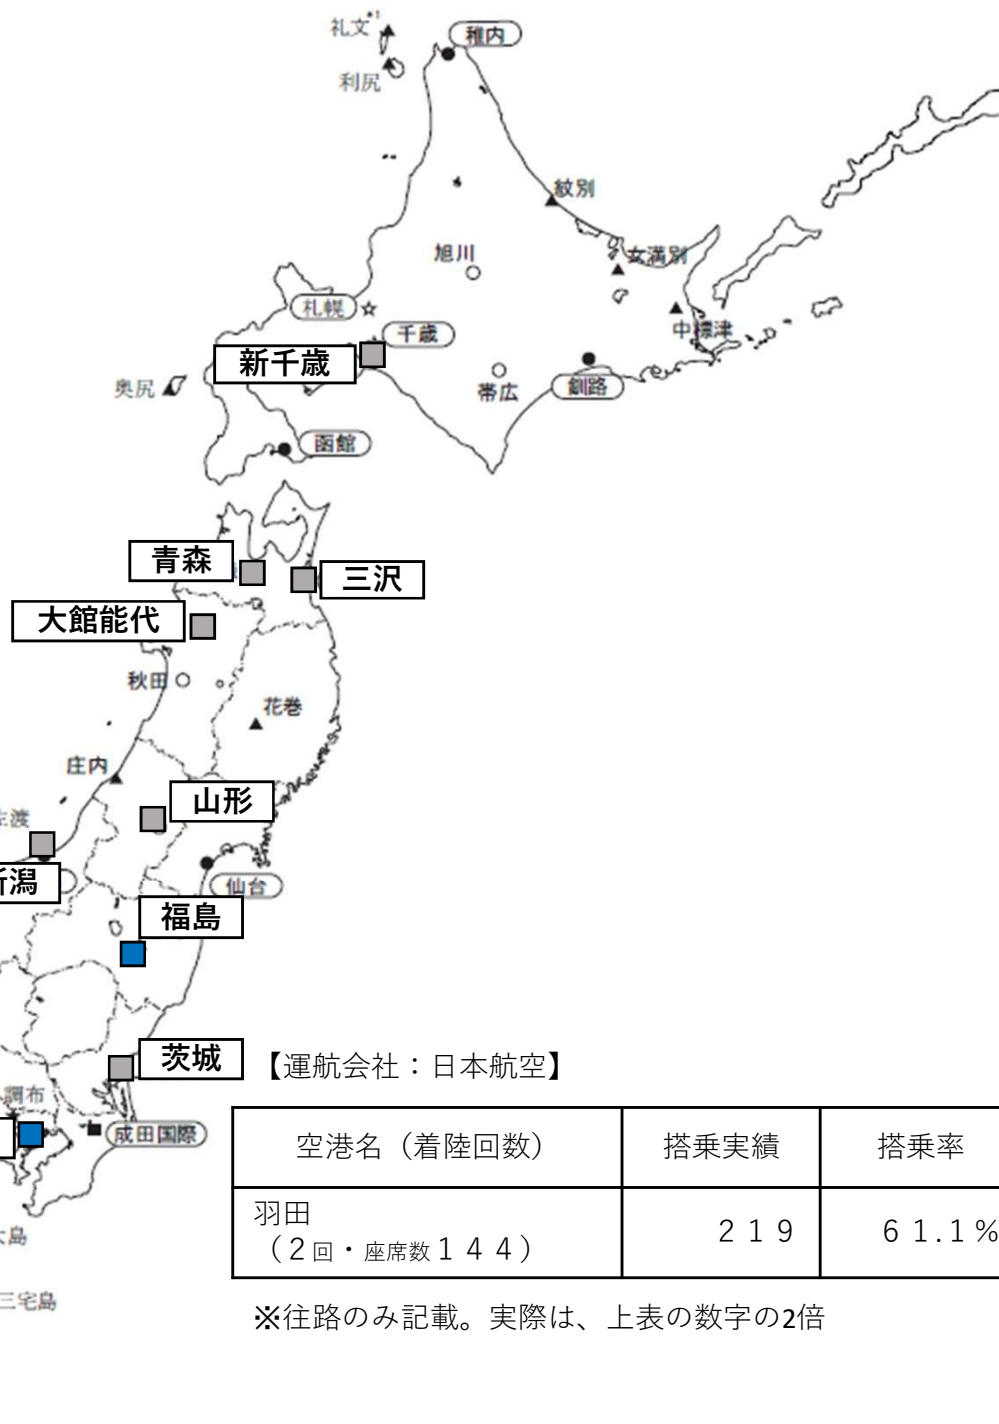 礼文*1
稚内
利尻
紋別
旭川
女満別
札幌
中標津
千歳
新千歳
奥尻
帯広
釧路
函館
青森
三沢
大館能代
秋田
花巻
庄内
山形
渡
潟
仙台
福島
茨城
【運航会社：日本航空】
調布
成田国際
空港名（着陸回数）
搭乗実績
搭乗率
羽田
（２回・座席数１４４）
２１９
６１.１％
島
三宅島
※往路のみ記載。実際は、上表の数字の2倍